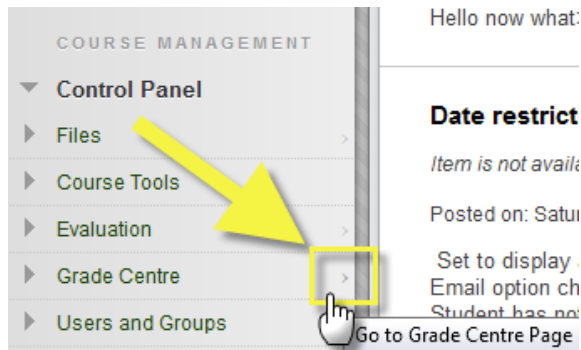 COURSE MANAGEMENT
Control Panel
Files
Course Tools
Evaluation
Grade Centre
Users and Groups
Go to Grade Centre Page
Hello now what
Date restrict
Item is not avail
Posted on: Satur
Set to display
Email option ch
Student has not